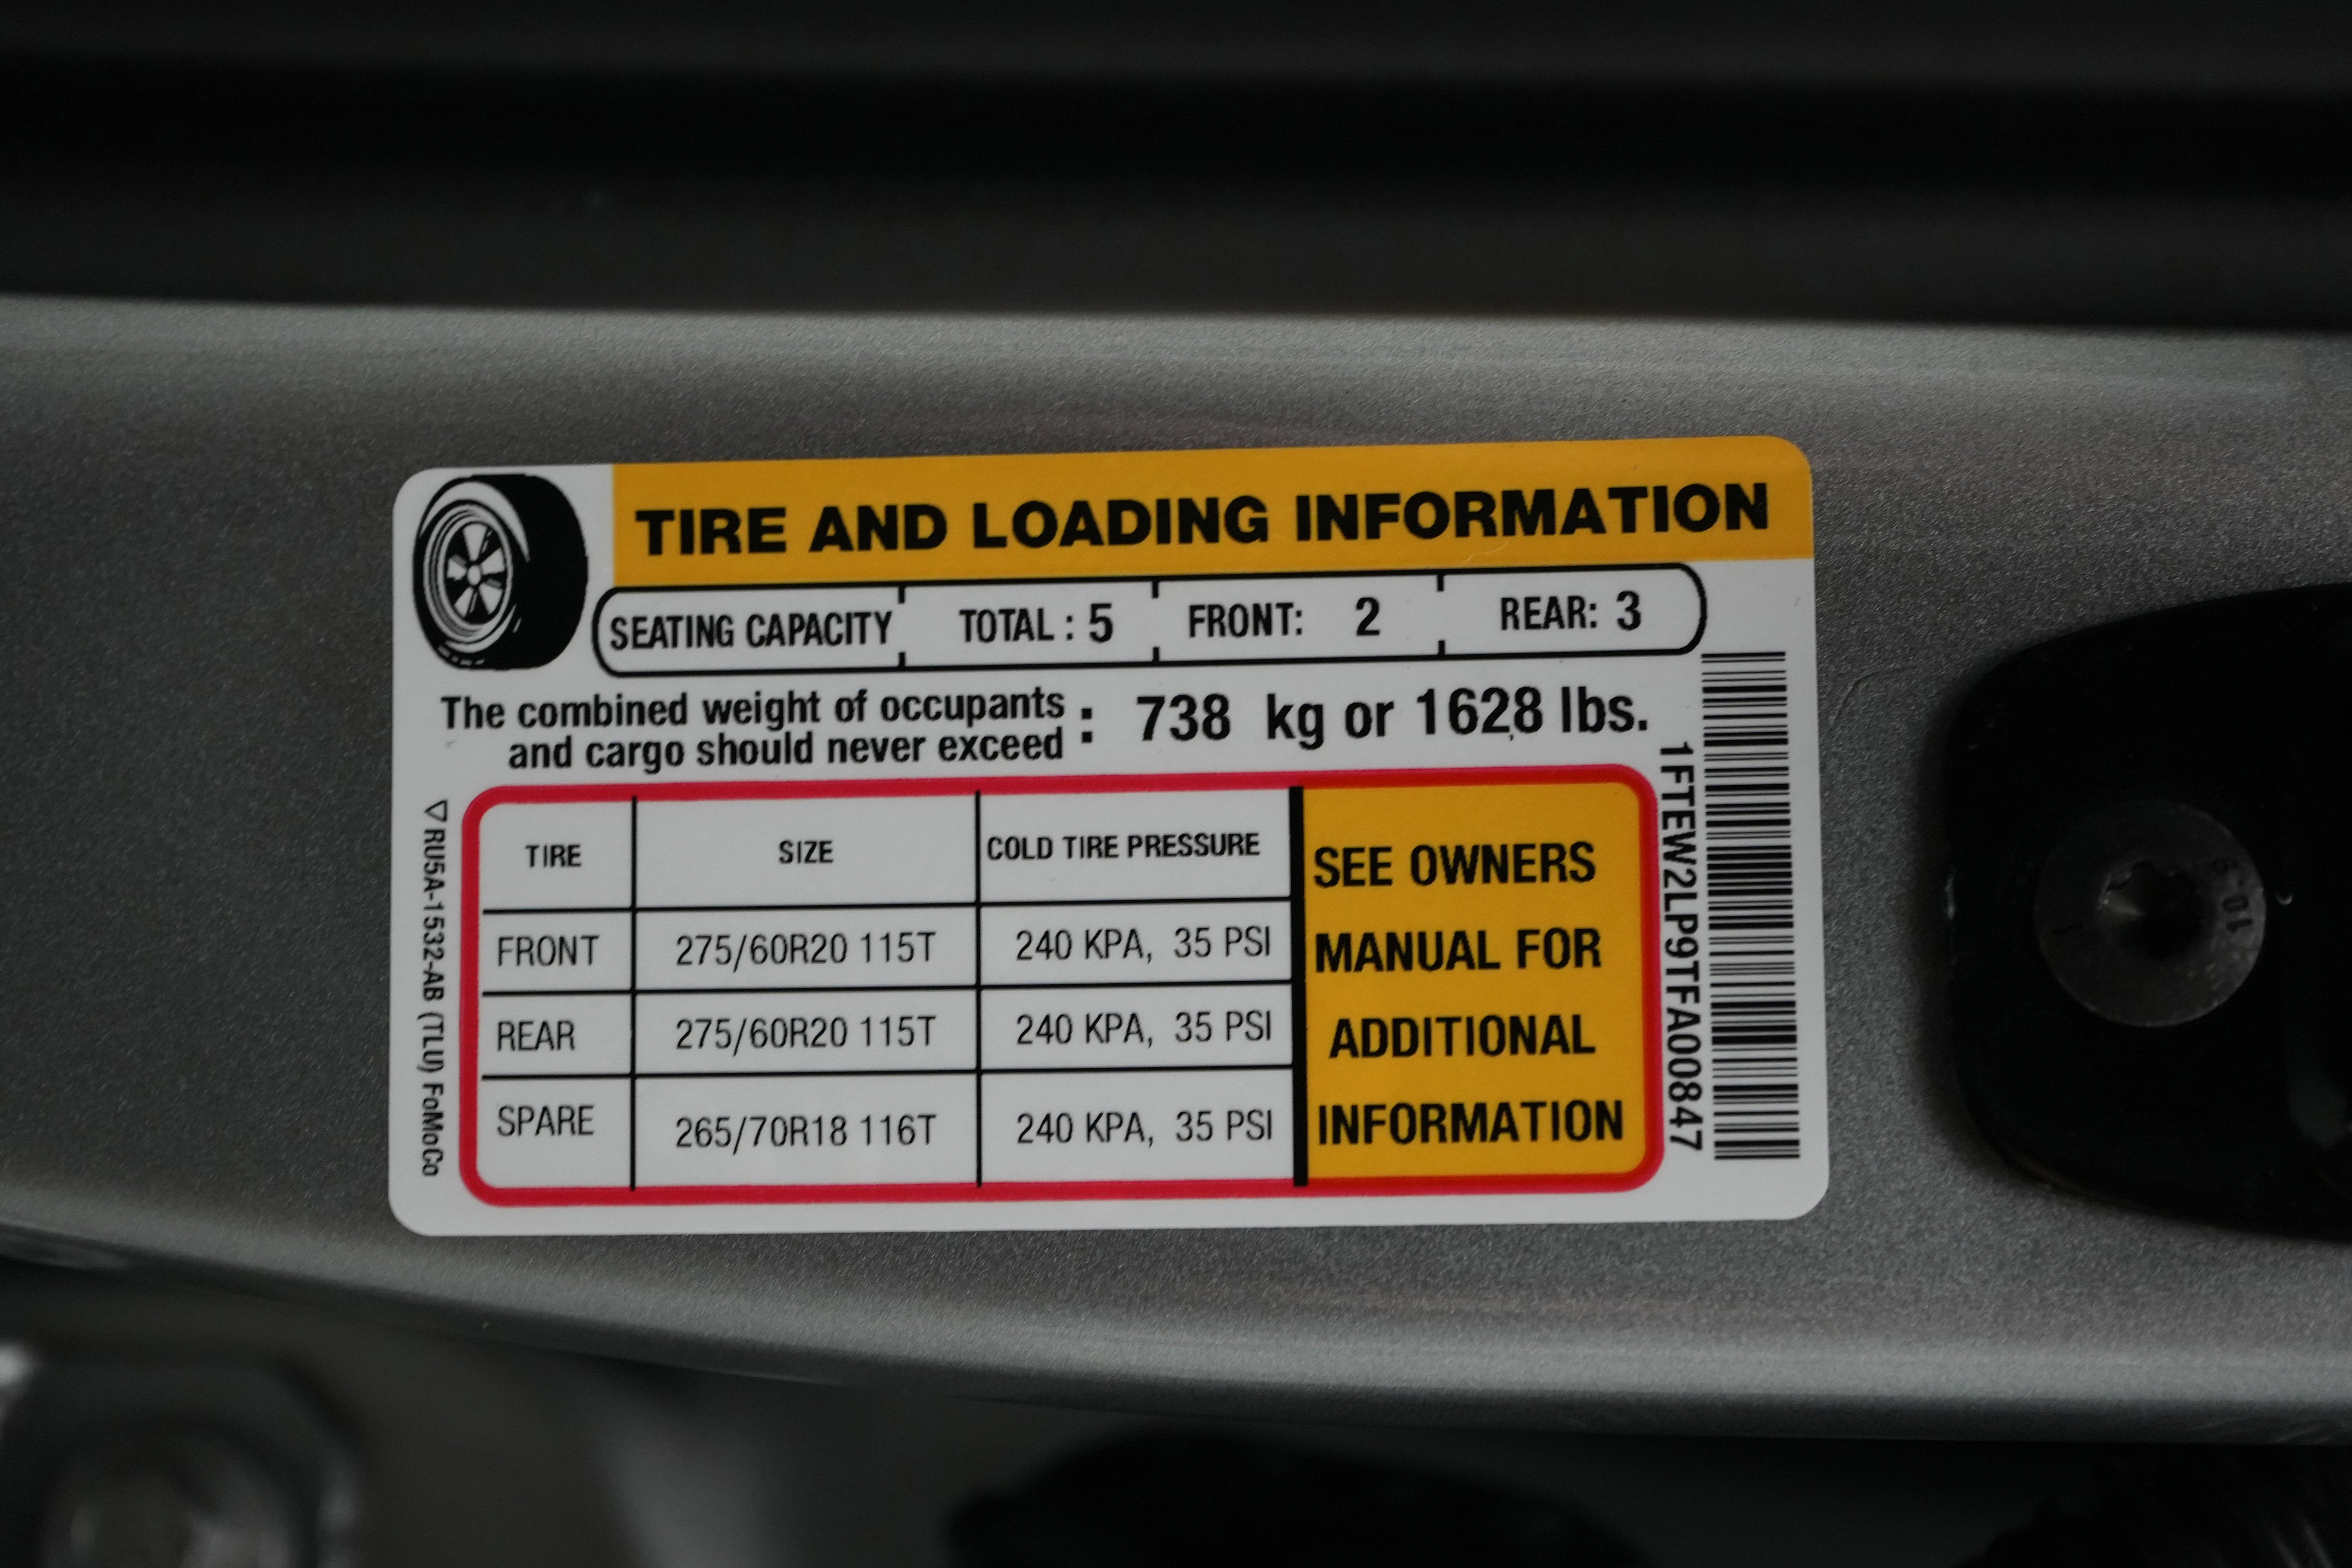 TIRE AND LOADING INFORMATION
SEATING CAPACITY TOTAL : 5 FRONT: 2 REAR: 3
The combined weight of occupants
and cargo should never exceed : 738 kg or 1628 lbs.
TIRE SIZE COLD TIRE PRESSURE
FRONT 275/60R20 115T 240 KPA, 35 PSI
REAR 275/60R20 115T 240 KPA, 35 PSI
SPARE 265/70R18 116T 240 KPA, 35 PSI
SEE OWNERS
MANUAL FOR
ADDITIONAL
INFORMATION
1FTEW2LP9TFA00847
RU5A-1532-AB (TLU) FoMoCo